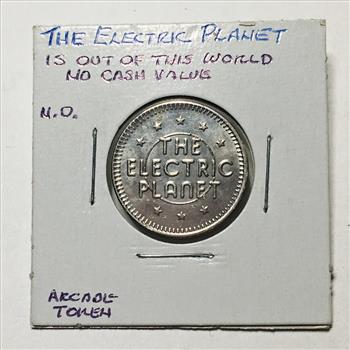 THE ELECTRIC PLANET
IS OUT OF THIS WORLD
NO CASH VALUE
N.D.
THE
ELECTRIC
PLANET
ARCADE
TOKEN